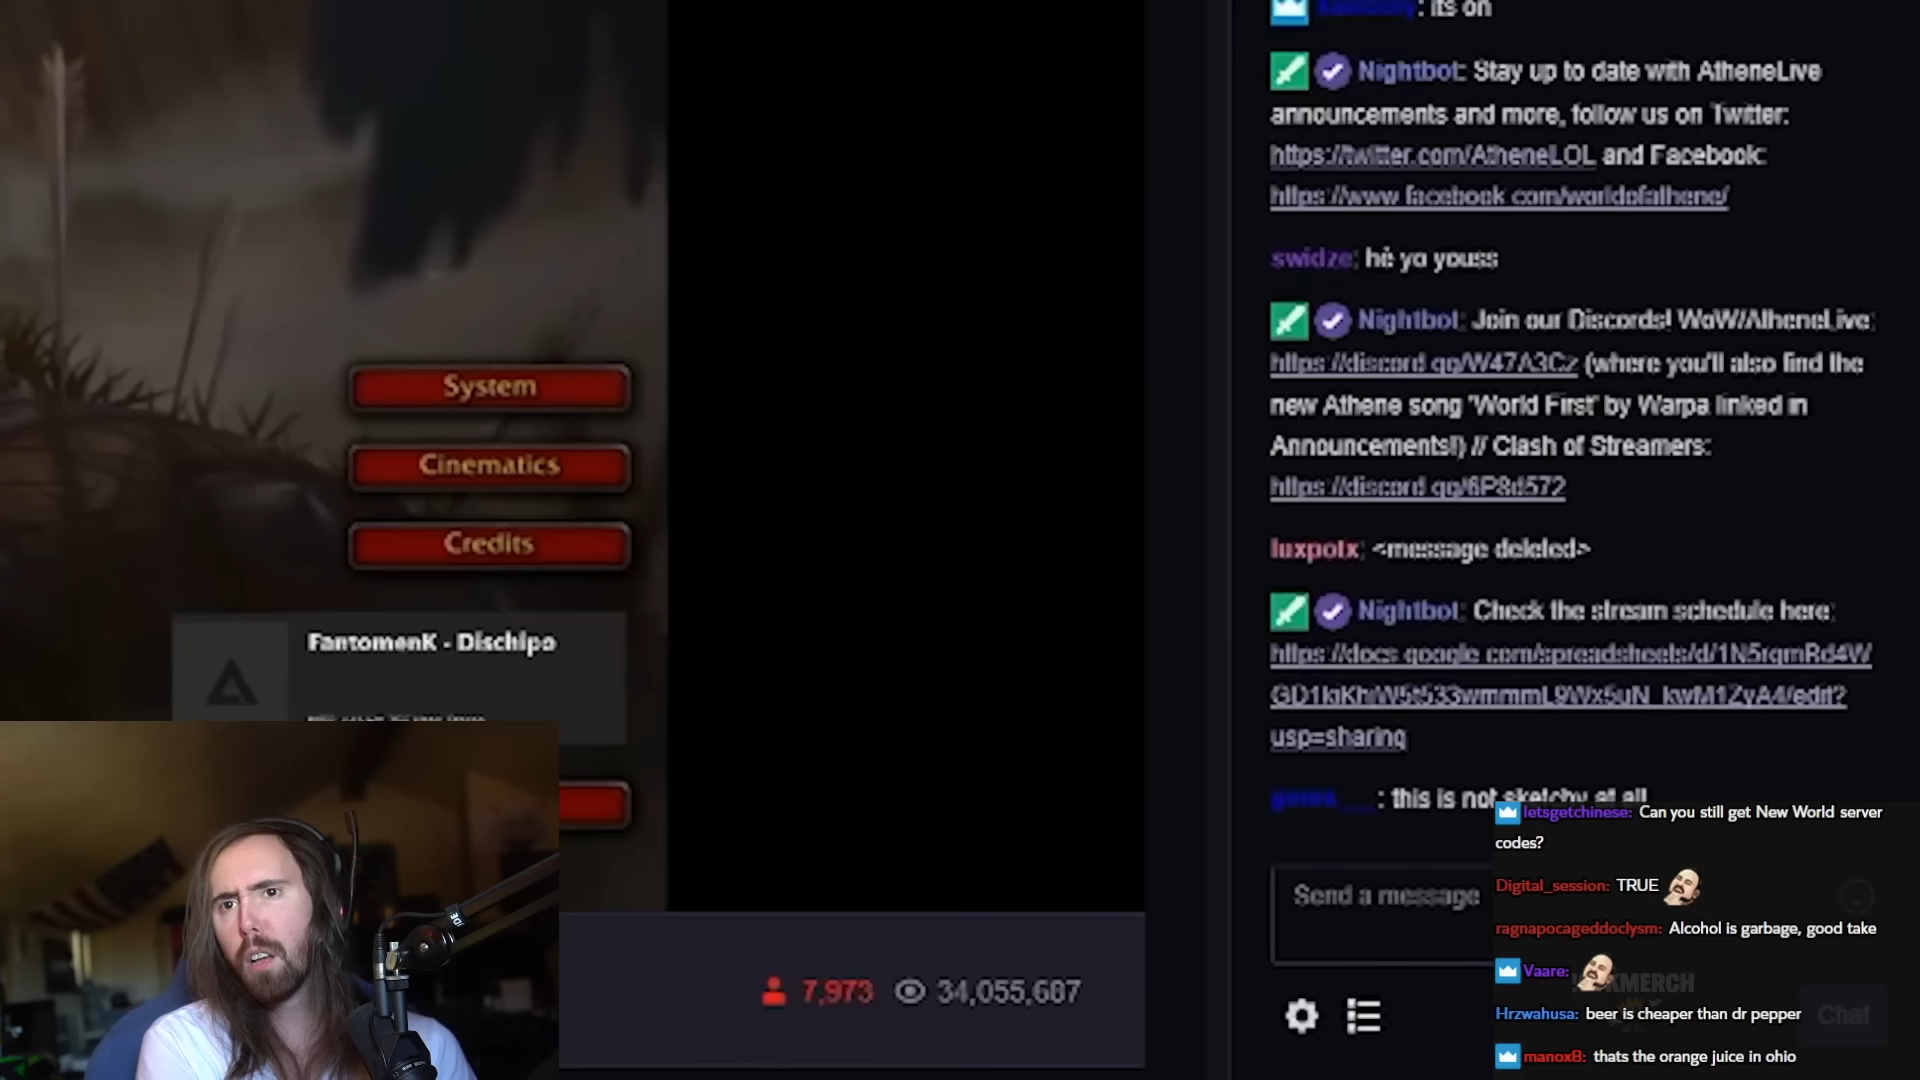 System
Cinematics
Credits
FantomenK - Dischipo
7,973 34,055,687
: its on
Nightbot: Stay up to date with AtheneLive
announcements and more, follow us on Twitter:
https://twitter.com/AtheneLOL and Facebook:
https://www.facebook.com/worldofathene/
swidze: hé yo youss
Nightbot: Join our Discords! WoW/AtheneLive:
https://discord.gg/W47A3Cz (where you'll also find the
new Athene song 'World First' by Warpa linked in
Announcements!) // Clash of Streamers:
https://discord.gg/6P8d572
luxpotx: <message deleted>
Nightbot: Check the stream schedule here:
usp=sharing
: this is not sketchy at all
Send a message
Chat
letsgetchinese: Can you still get New World server
codes?
Digital_session: TRUE
ragnapocageddoclysm: Alcohol is garbage, good take
Vaare:
Hrzwahusa: beer is cheaper than dr pepper
manox8: thats the orange juice in ohio